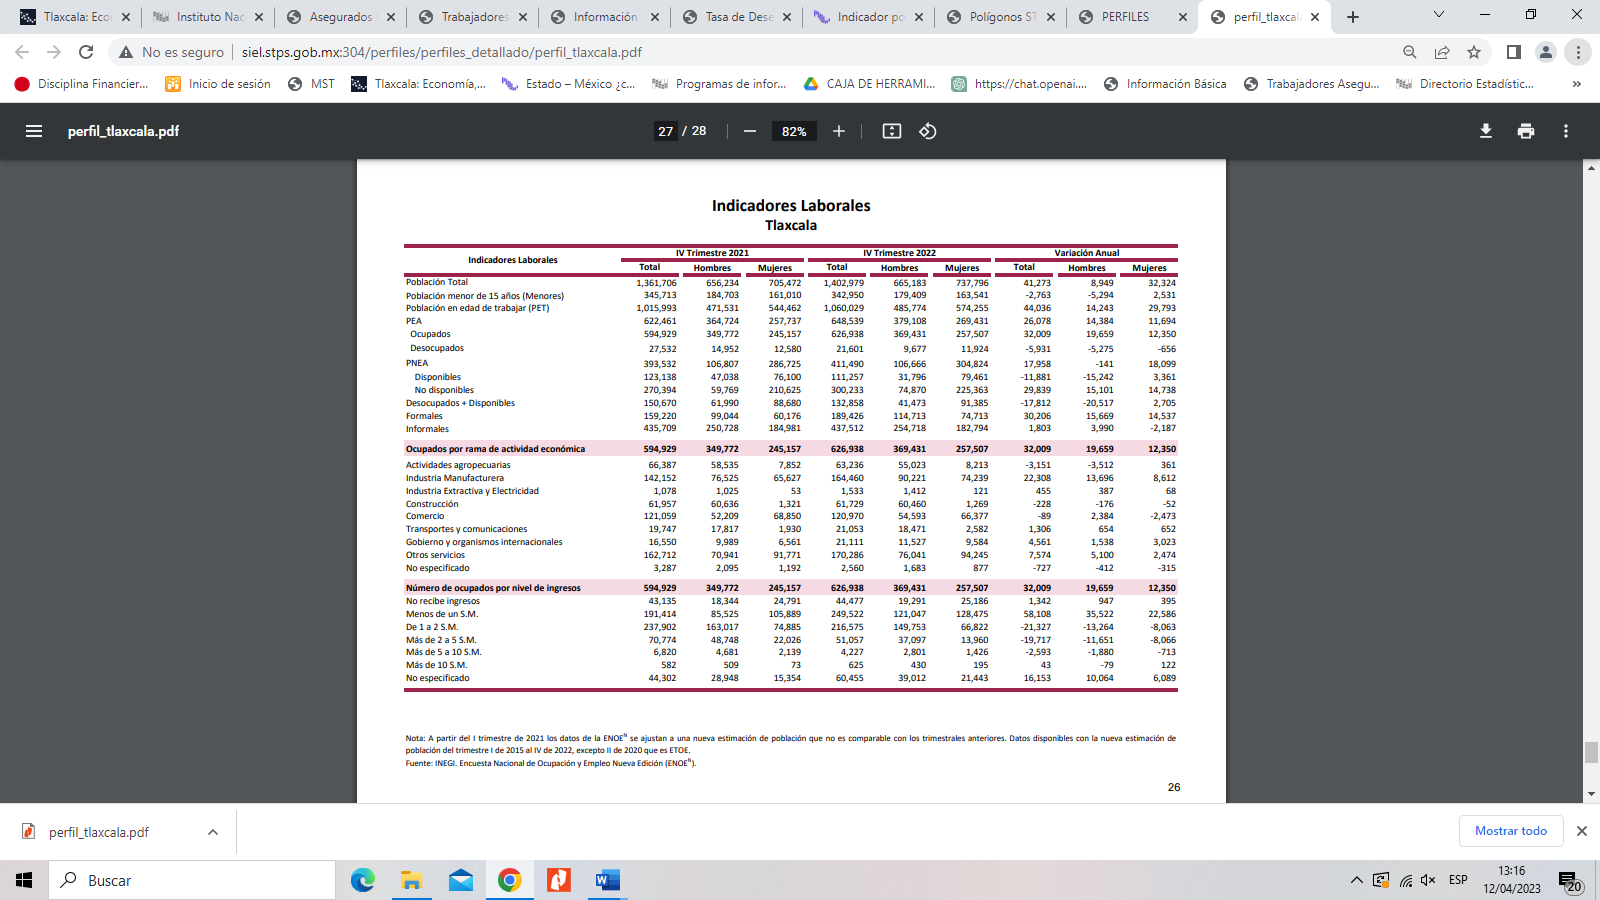 Tlaxcala: Eco
Instituto Nac
Asegurados
Trabajadores
Información
Tasa de Dese
Indicador po
Polígonos ST
PERFILES
perfil_tlaxcala
No es seguro | siel.stps.gob.mx:304/perfiles/perfiles_detallado/perfil_tlaxcala.pdf
Disciplina Financier... Inicio de sesión MST Tlaxcala: Economía,... Estado – México ¿c... Programas de infor... CAJA DE HERRAMI... https://chat.openai.... Información Básica Trabajadores Asegu... Directorio Estadístic... »
perfil_tlaxcala.pdf 27 / 28 82%
Indicadores Laborales
Tlaxcala
Indicadores Laborales IV Trimestre 2021 IV Trimestre 2022 Variación Anual
Total Hombres Mujeres Total Hombres Mujeres Total Hombres Mujeres
Población Total 1,361,706 656,234 705,472 1,402,979 665,183 737,796 41,273 8,949 32,324
Población menor de 15 años (Menores) 345,713 184,703 161,010 342,950 179,409 163,541 -2,763 -5,294 2,531
Población en edad de trabajar (PET) 1,015,993 471,531 544,462 1,060,029 485,774 574,255 44,036 14,243 29,793
PEA 622,461 364,724 257,737 648,539 379,108 269,431 26,078 14,384 11,694
Ocupados 594,929 349,772 245,157 626,938 369,431 257,507 32,009 19,659 12,350
Desocupados 27,532 14,952 12,580 21,601 9,677 11,924 -5,931 -5,275 -656
PNEA 393,532 106,807 286,725 411,490 106,666 304,824 17,958 -141 18,099
Disponibles 123,138 47,038 76,100 111,257 31,796 79,461 -11,881 -15,242 3,361
No disponibles 270,394 59,769 210,625 300,233 74,870 225,363 29,839 15,101 14,738
Desocupados + Disponibles 150,670 61,990 88,680 132,858 41,473 91,385 -17,812 -20,517 2,705
Formales 159,220 99,044 60,176 189,426 114,713 74,713 30,206 15,669 14,537
Informales 435,709 250,728 184,981 437,512 254,718 182,794 1,803 3,990 -2,187
Ocupados por rama de actividad económica 594,929 349,772 245,157 626,938 369,431 257,507 32,009 19,659 12,350
Actividades agropecuarias 66,387 58,535 7,852 63,236 55,023 8,213 -3,151 -3,512 361
Industria Manufacturera 142,152 76,525 65,627 164,460 90,221 74,239 22,308 13,696 8,612
Industria Extractiva y Electricidad 1,078 1,025 53 1,533 1,412 121 455 387 68
Construcción 61,957 60,636 1,321 61,729 60,460 1,269 -228 -176 -52
Comercio 121,059 52,209 68,850 120,970 54,593 66,377 -89 2,384 -2,473
Transportes y comunicaciones 19,747 17,817 1,930 21,053 18,471 2,582 1,306 654 652
Gobierno y organismos internacionales 16,550 9,989 6,561 21,111 11,527 9,584 4,561 1,538 3,023
Otros servicios 162,712 70,941 91,771 170,286 76,041 94,245 7,574 5,100 2,474
No especificado 3,287 2,095 1,192 2,560 1,683 877 -727 -412 -315
Número de ocupados por nivel de ingresos 594,929 349,772 245,157 626,938 369,431 257,507 32,009 19,659 12,350
No recibe ingresos 43,135 18,344 24,791 44,477 19,291 25,186 1,342 947 395
Menos de un S.M. 191,414 85,525 105,889 249,522 121,047 128,475 58,108 35,522 22,586
De 1 a 2 S.M. 237,902 163,017 74,885 216,575 149,753 66,822 -21,327 -13,264 -8,063
Más de 2 a 5 S.M. 70,774 48,748 22,026 51,057 37,097 13,960 -19,717 -11,651 -8,066
Más de 5 a 10 S.M. 6,820 4,681 2,139 4,227 2,801 1,426 -2,593 -1,880 -713
Más de 10 S.M. 582 509 73 625 430 195 43 -79 122
No especificado 44,302 28,948 15,354 60,455 39,012 21,443 16,153 10,064 6,089
Nota: A partir del I trimestre de 2021 los datos de la ENOEᴺ se ajustan a una nueva estimación de población que no es comparable con los trimestrales anteriores. Datos disponibles con la nueva estimación de
población del trimestre I de 2015 al IV de 2022, excepto II de 2020 que es ETOE.
Fuente: INEGI. Encuesta Nacional de Ocupación y Empleo Nueva Edición (ENOEᴺ).
26
perfil_tlaxcala.pdf Mostrar todo
Buscar ESP 13:16
12/04/2023 20